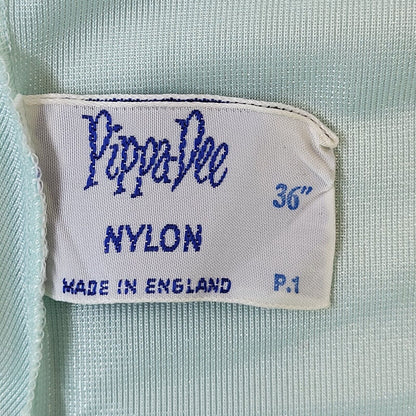 Pippa-Dee
36"
NYLON
MADE IN ENGLAND P.1